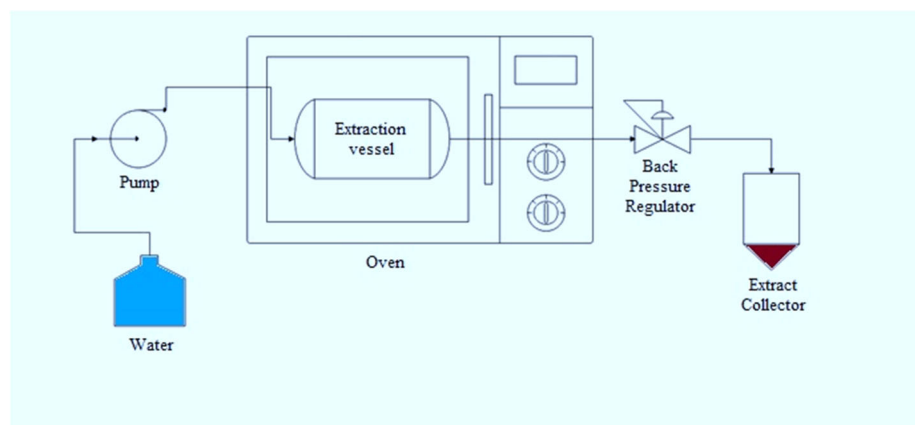 Pump
Water
Extraction
vessel
Oven
Back
Pressure
Regulator
Extract
Collector